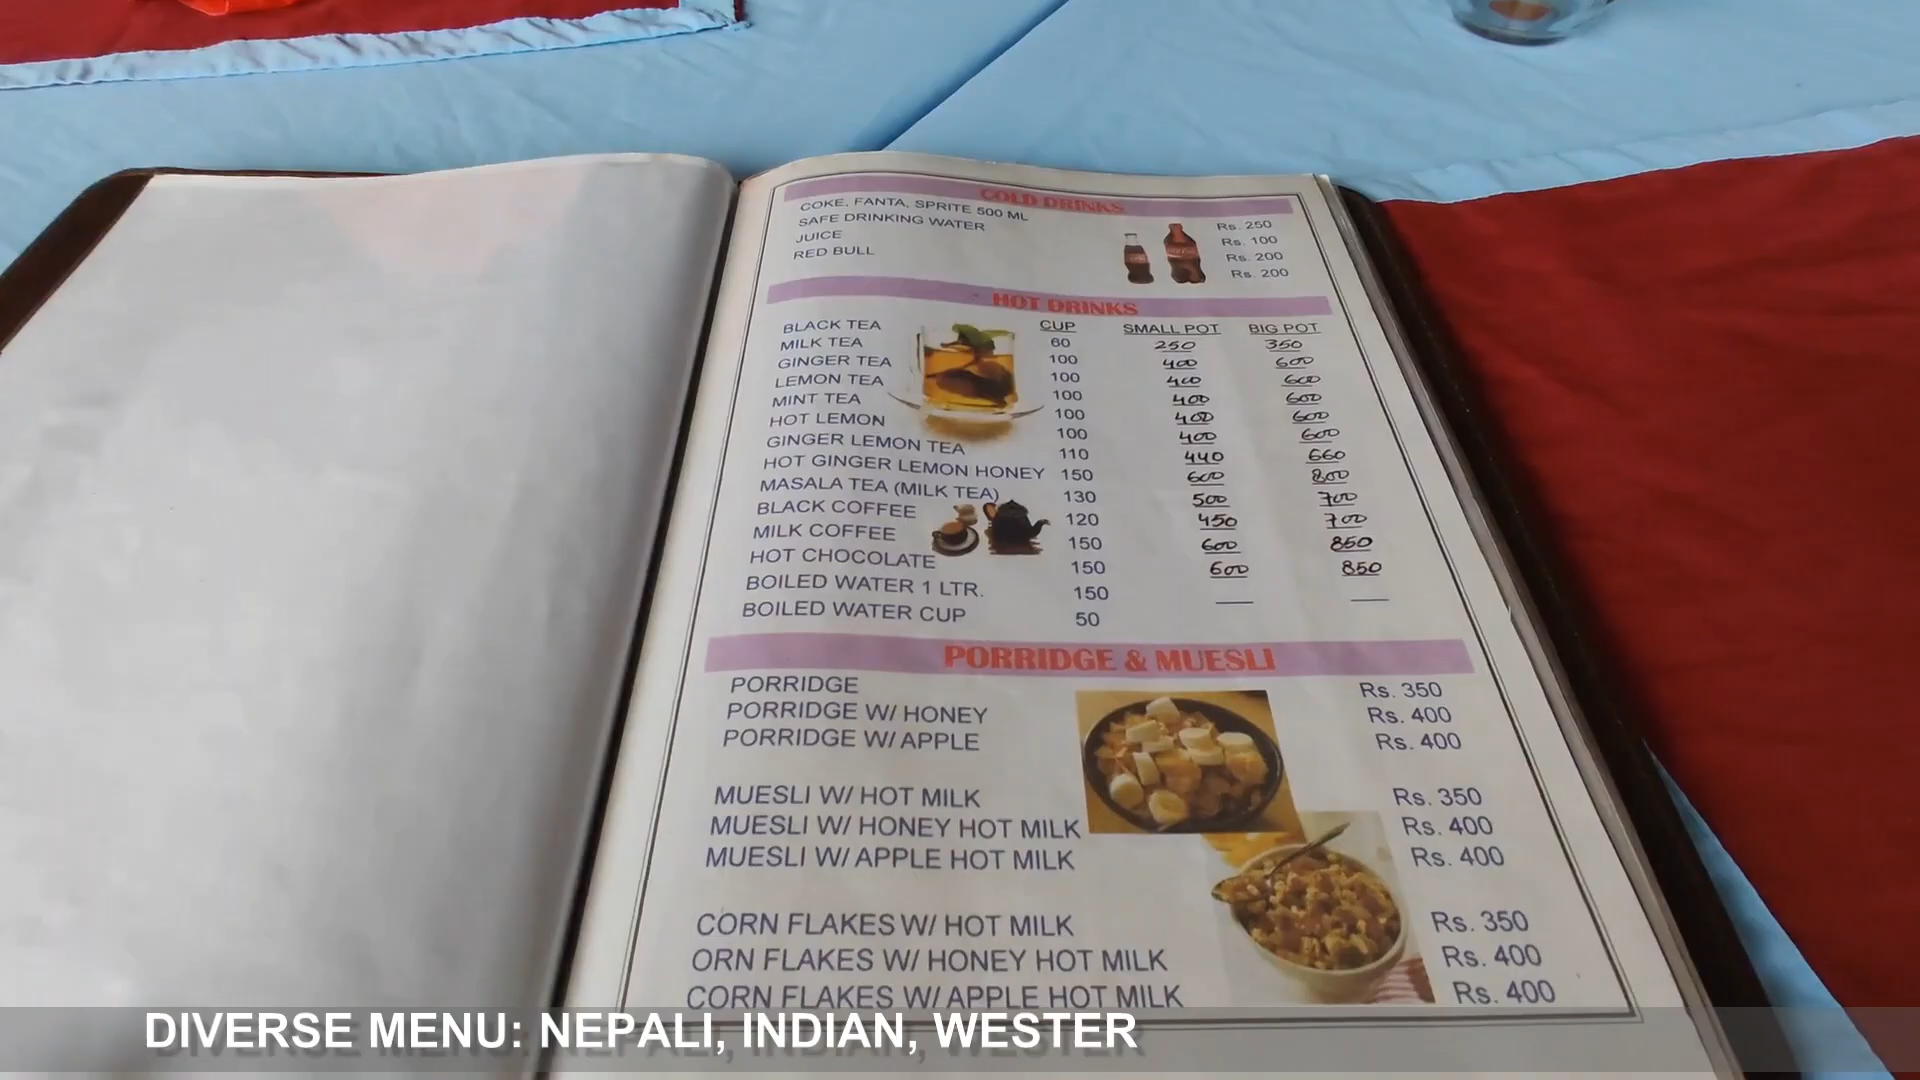 COLD DRINKS
COKE, FANTA, SPRITE 500 ML Rs. 250
SAFE DRINKING WATER Rs. 100
JUICE Rs. 200
RED BULL Rs. 200
HOT DRINKS
CUP SMALL POT BIG POT
BLACK TEA 60 250 350
MILK TEA 100 400 600
GINGER TEA 100 400 600
LEMON TEA 100 400 600
MINT TEA 100 400 600
HOT LEMON 100 400 600
GINGER LEMON TEA 110 440 660
HOT GINGER LEMON HONEY 150 600 800
MASALA TEA (MILK TEA) 130 500 700
BLACK COFFEE 120 450 700
MILK COFFEE 150 600 850
HOT CHOCOLATE 150 600 850
BOILED WATER 1 LTR. 150 — —
BOILED WATER CUP 50
PORRIDGE & MUESLI
PORRIDGE Rs. 350
PORRIDGE W/ HONEY Rs. 400
PORRIDGE W/ APPLE Rs. 400
MUESLI W/ HOT MILK Rs. 350
MUESLI W/ HONEY HOT MILK Rs. 400
MUESLI W/ APPLE HOT MILK Rs. 400
CORN FLAKES W/ HOT MILK Rs. 350
ORN FLAKES W/ HONEY HOT MILK Rs. 400
CORN FLAKES W/ APPLE HOT MILK Rs. 400
DIVERSE MENU: NEPALI, INDIAN, WESTER